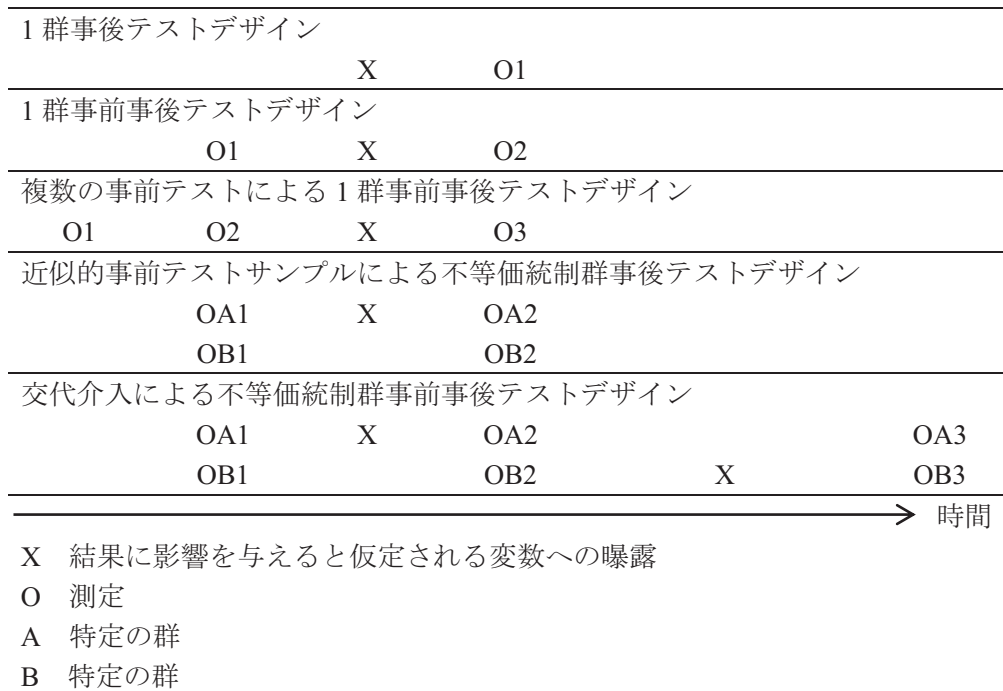 1 群事後テストデザイン
X O1
1 群事前事後テストデザイン
O1 X O2
複数の事前テストによる 1 群事前事後テストデザイン
O1 O2 X O3
近似的事前テストサンプルによる不等価統制群事後テストデザイン
OA1 X OA2
OB1 OB2
交代介入による不等価統制群事前事後テストデザイン
OA1 X OA2 OA3
OB1 OB2 X OB3
時間
X 結果に影響を与えると仮定される変数への曝露
O 測定
A 特定の群
B 特定の群